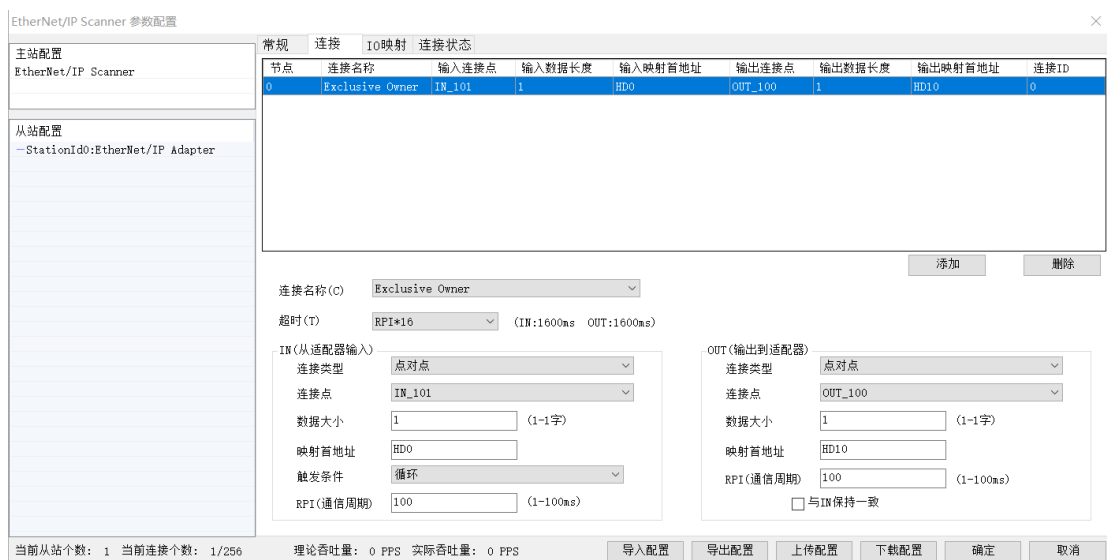 EtherNet/IP Scanner 参数配置
主站配置
EtherNet/IP Scanner
从站配置
StationId0:EtherNet/IP Adapter
常规 连接 IO映射 连接状态
节点 连接名称 输入连接点 输入数据长度 输入映射首地址 输出连接点 输出数据长度 输出映射首地址 连接ID
0 Exclusive Owner IN_101 1 HD0 OUT_100 1 HD10 0
添加 删除
连接名称(C) Exclusive Owner
超时(T) RPI*16 (IN:1600ms OUT:1600ms)
IN(从适配器输入)
连接类型 点对点
连接点 IN_101
数据大小 1 (1-1字)
映射首地址 HD0
触发条件 循环
RPI(通信周期) 100 (1-100ms)
OUT(输出到适配器)
连接类型 点对点
连接点 OUT_100
数据大小 1 (1-1字)
映射首地址 HD10
RPI(通信周期) 100 (1-100ms)
与IN保持一致
当前从站个数: 1 当前连接个数: 1/256 理论吞吐量: 0 PPS 实际吞吐量: 0 PPS 导入配置 导出配置 上传配置 下载配置 确定 取消